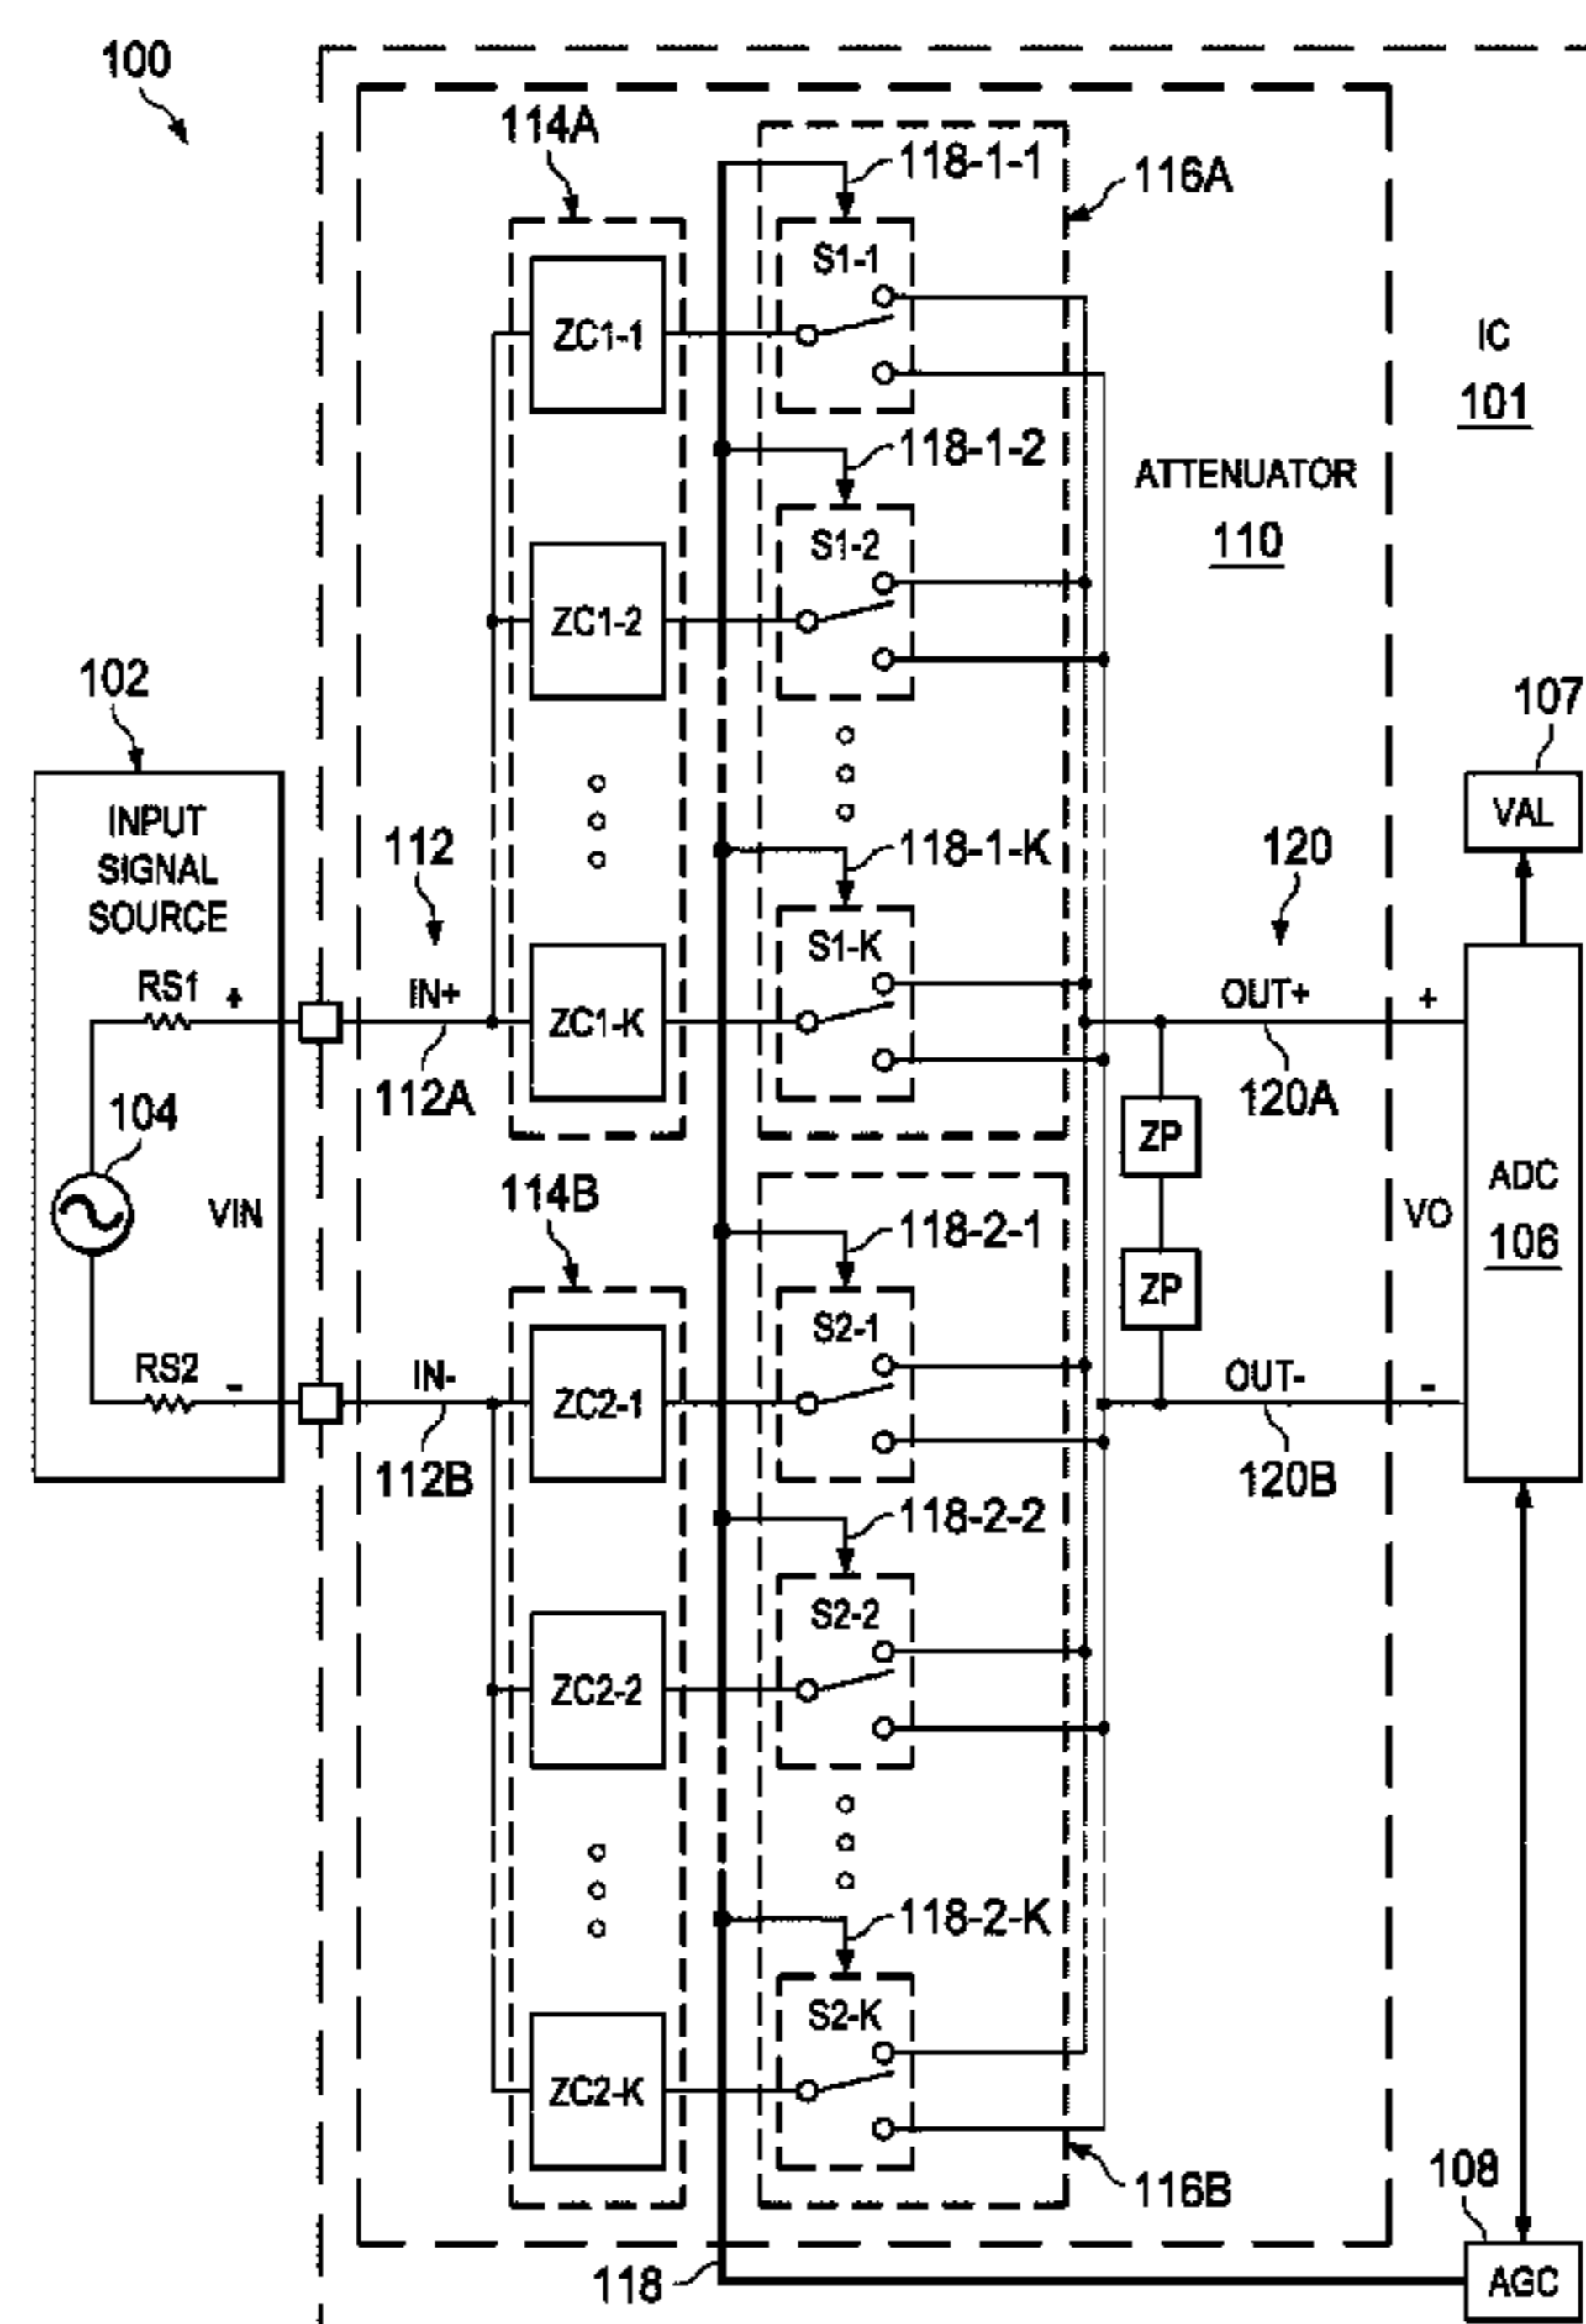 100
114A
118-1-1
116A
S1-1
ZC1-1
IC
101
118-1-2
ATTENUATOR
110
S1-2
ZC1-2
102
107
VAL
INPUT
SIGNAL
SOURCE
112
118-1-K
120
S1-K
RS1
+
IN+
ZC1-K
OUT+
+
112A
120A
104
ZP
ADC
106
VIN
114B
118-2-1
VO
ZP
S2-1
RS2
-
IN-
ZC2-1
OUT-
-
112B
120B
118-2-2
S2-2
ZC2-2
118-2-K
S2-K
ZC2-K
116B
108
118
AGC